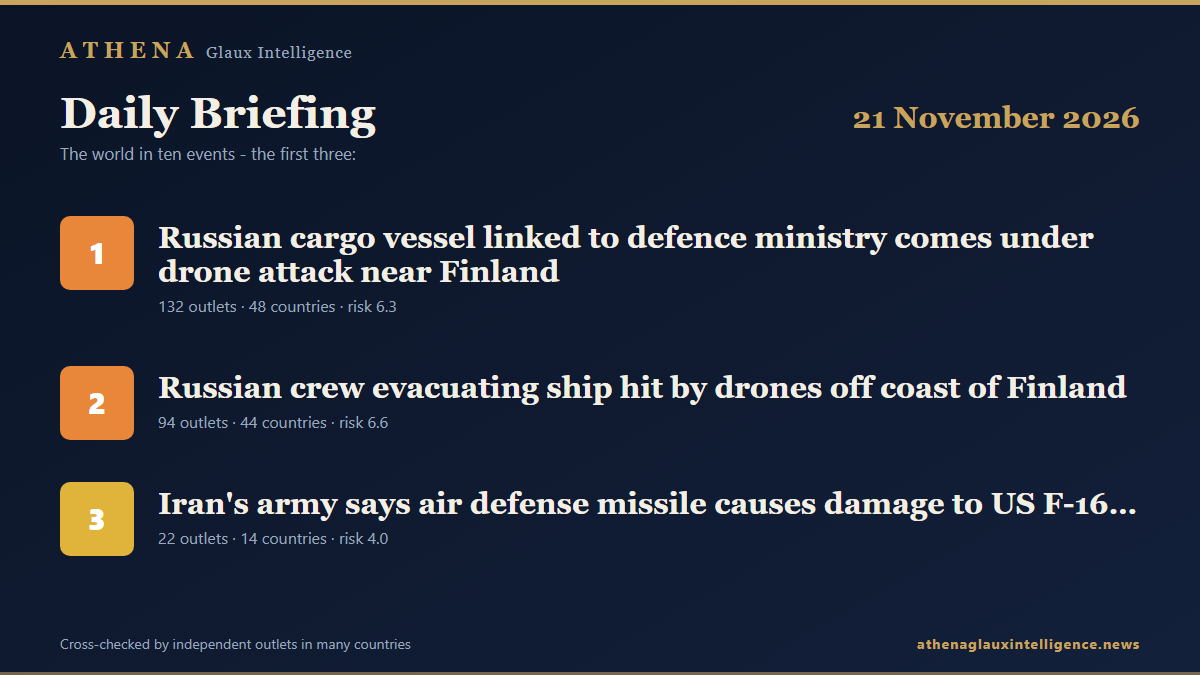 ATHENA Glaux Intelligence
Daily Briefing
21 November 2026
The world in ten events - the first three:
1
Russian cargo vessel linked to defence ministry comes under
drone attack near Finland
132 outlets · 48 countries · risk 6.3
2
Russian crew evacuating ship hit by drones off coast of Finland
94 outlets · 44 countries · risk 6.6
3
Iran's army says air defense missile causes damage to US F-16...
22 outlets · 14 countries · risk 4.0
Cross-checked by independent outlets in many countries
athenaglauxintelligence.news